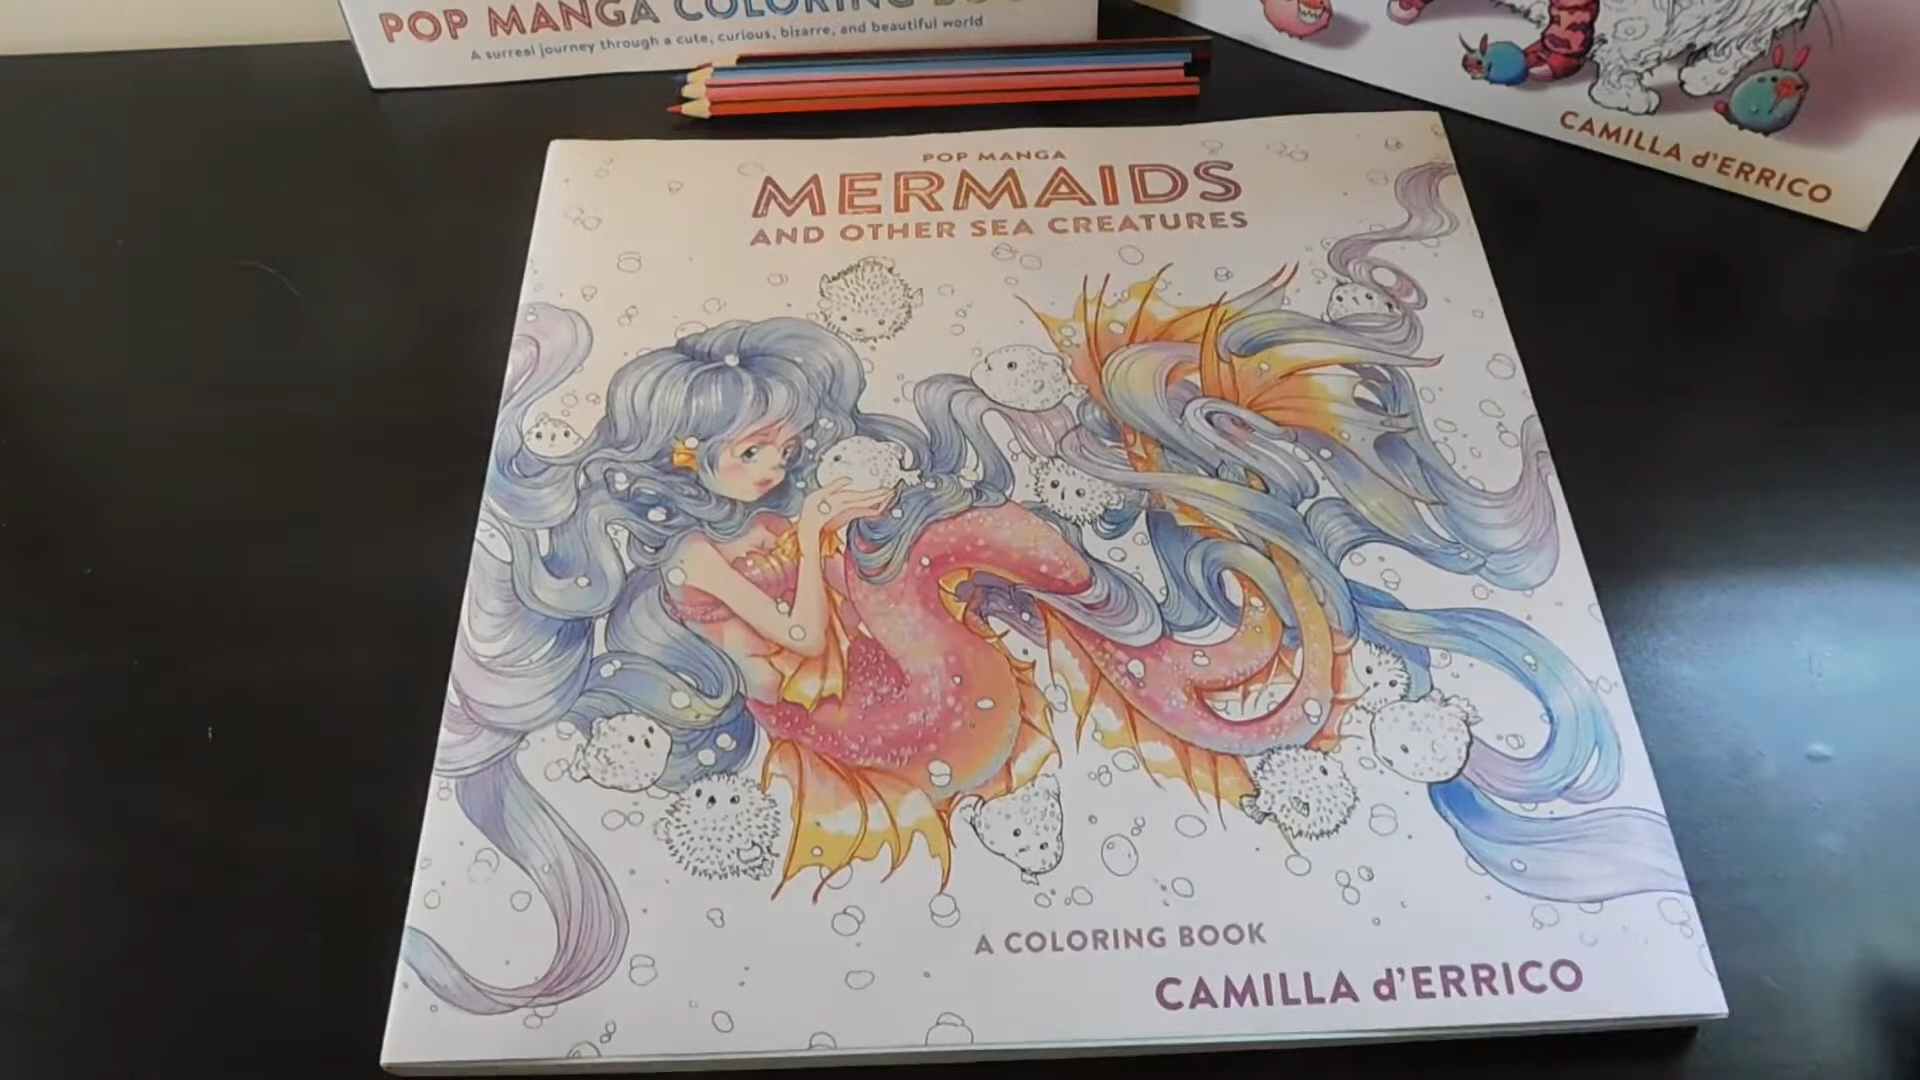 POP MANGA COLORING BOO
A surreal journey through a cute, curious, bizarre, and beautiful world
CAMILLA d'ERRICO
POP MANGA
MERMAIDS
AND OTHER SEA CREATURES
A COLORING BOOK
CAMILLA d'ERRICO